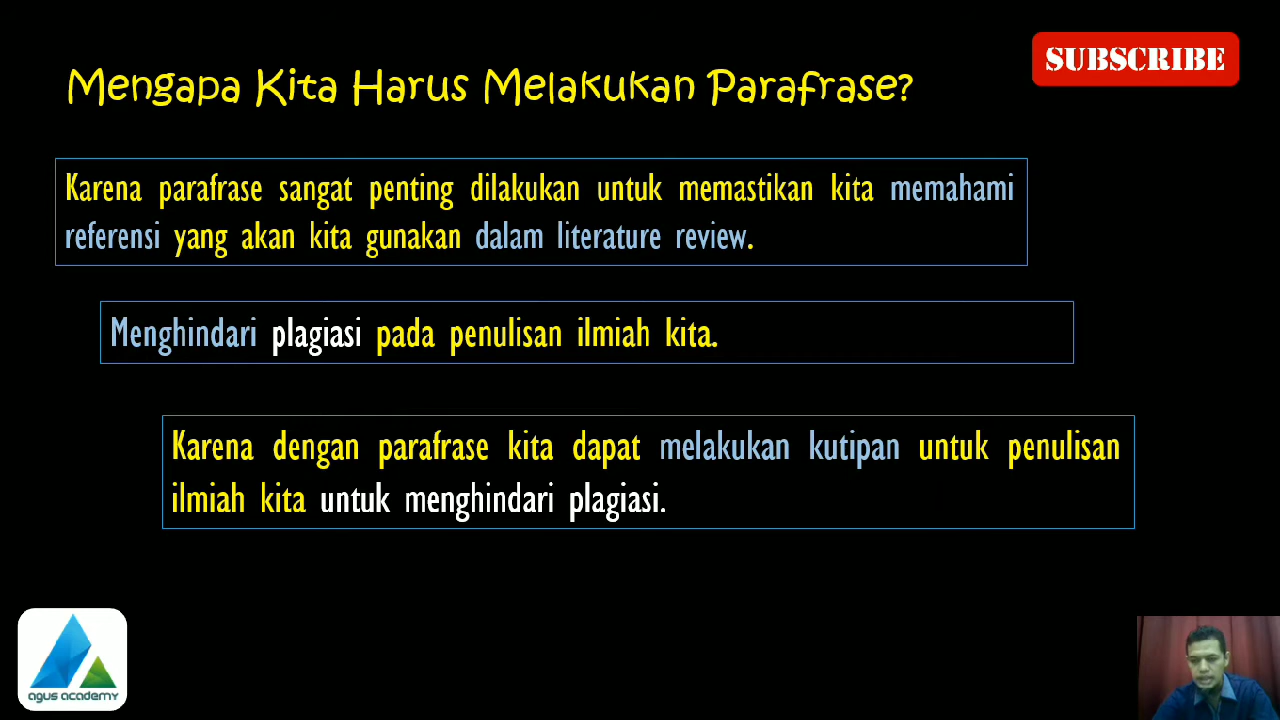 SUBSCRIBE
Mengapa Kita Harus Melakukan Parafrase?
Karena parafrase sangat penting dilakukan untuk memastikan kita memahami
referensi yang akan kita gunakan dalam literature review.
Menghindari plagiasi pada penulisan ilmiah kita.
Karena dengan parafrase kita dapat melakukan kutipan untuk penulisan
ilmiah kita untuk menghindari plagiasi.
agus academy